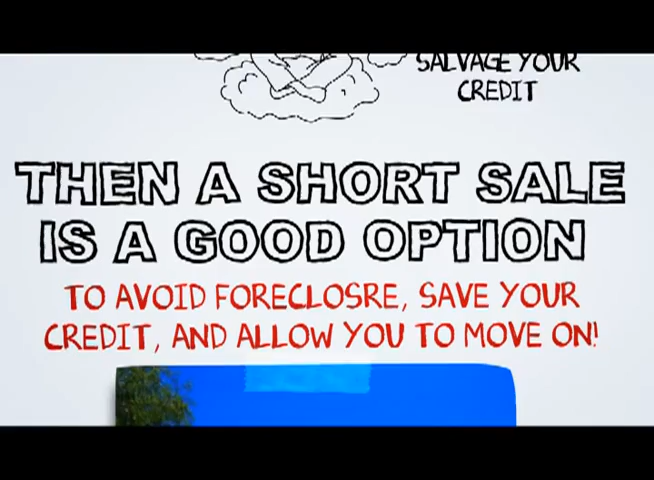 SALVAGE YOUR
CREDIT
THEN A SHORT SALE
IS A GOOD OPTION
TO AVOID FORECLOSRE, SAVE YOUR
CREDIT, AND ALLOW YOU TO MOVE ON!